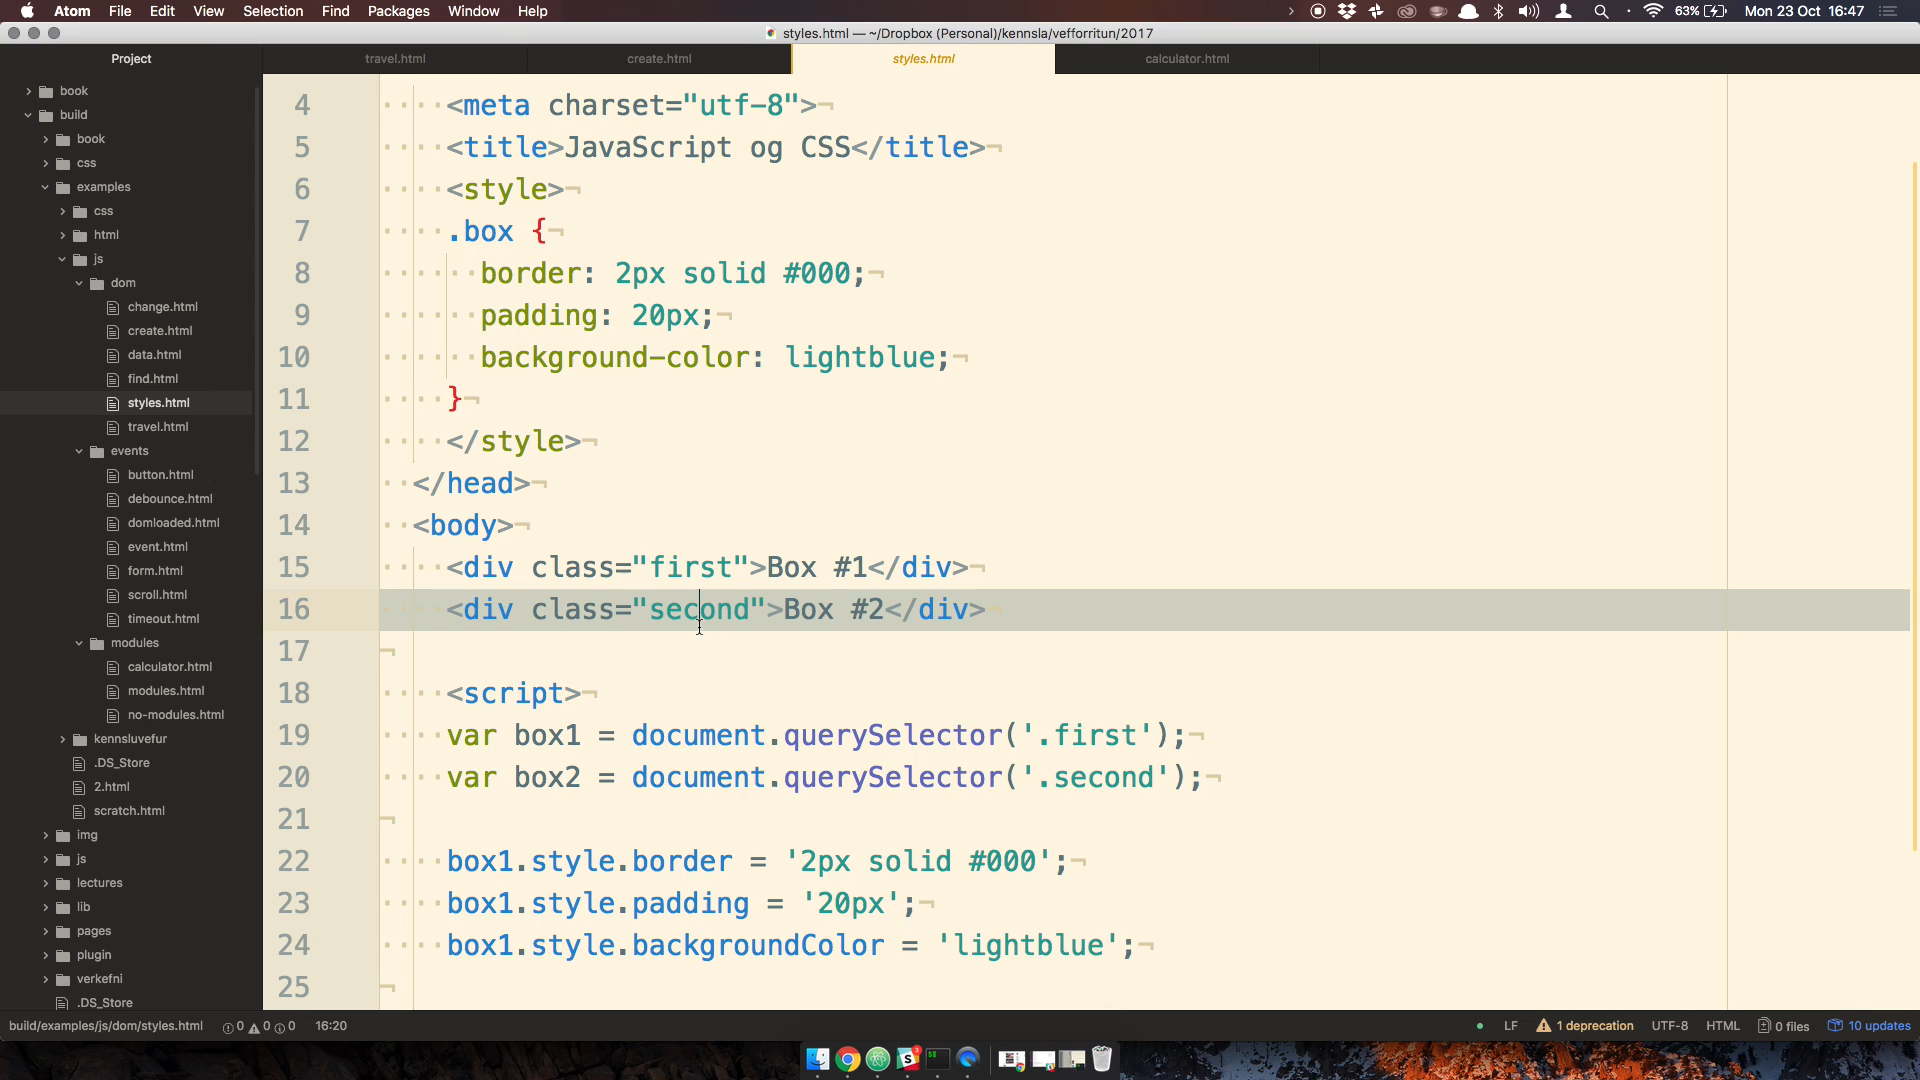 Atom File Edit View Selection Find Packages Window Help 63% Mon 23 Oct 16:47
styles.html — ~/Dropbox (Personal)/kennsla/vefforritun/2017
Project
travel.html create.html styles.html calculator.html
book
build
book
css
examples
css
html
js
dom
change.html
create.html
data.html
find.html
styles.html
travel.html
events
button.html
debounce.html
domloaded.html
event.html
form.html
scroll.html
timeout.html
modules
calculator.html
modules.html
no-modules.html
kennsluvefur
.DS_Store
2.html
scratch.html
img
js
lectures
lib
pages
plugin
verkefni
.DS_Store
4 <meta charset="utf-8">¬
5 <title>JavaScript og CSS</title>¬
6 <style>¬
7 .box {¬
8 border: 2px solid #000;¬
9 padding: 20px;¬
10 background-color: lightblue;¬
11 }¬
12 </style>¬
13 </head>¬
14 <body>¬
15 <div class="first">Box #1</div>¬
16 <div class="second">Box #2</div>¬
17 ¬
18 <script>¬
19 var box1 = document.querySelector('.first');¬
20 var box2 = document.querySelector('.second');¬
21 ¬
22 box1.style.border = '2px solid #000';¬
23 box1.style.padding = '20px';¬
24 box1.style.backgroundColor = 'lightblue';¬
25 ¬
build/examples/js/dom/styles.html 0 0 0 16:20 LF 1 deprecation UTF-8 HTML 0 files 10 updates